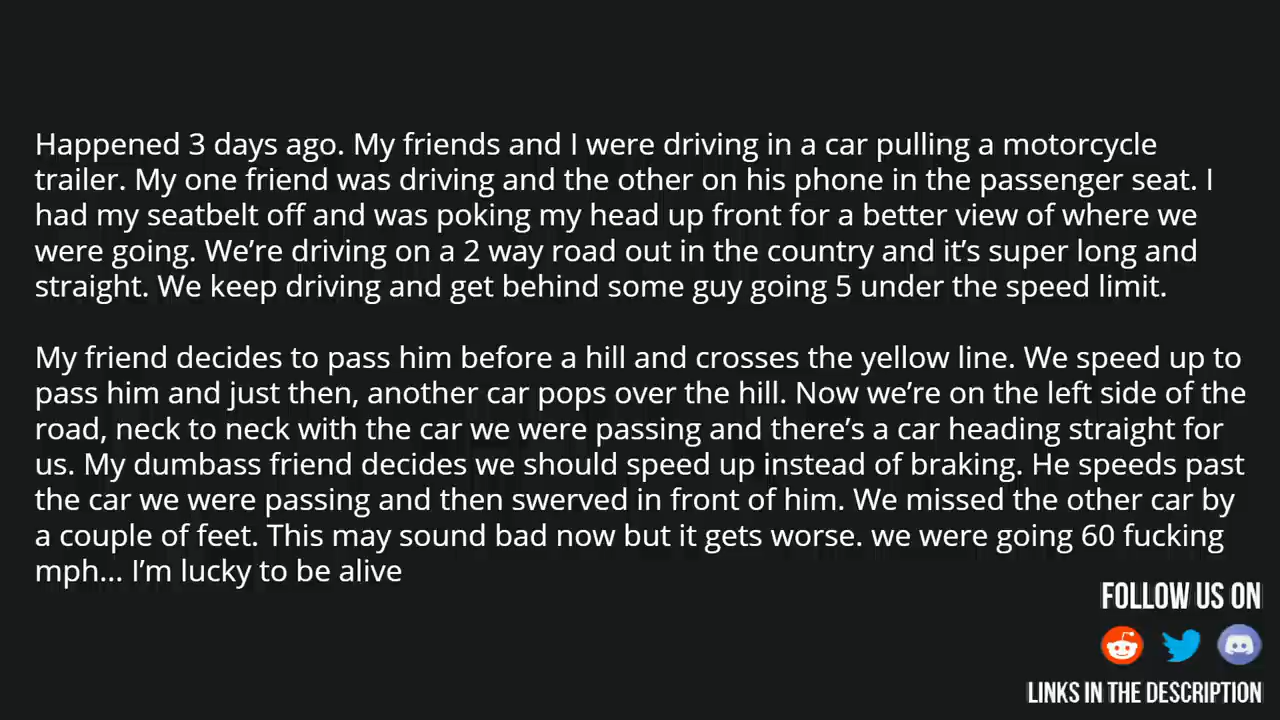 Happened 3 days ago. My friends and I were driving in a car pulling a motorcycle
trailer. My one friend was driving and the other on his phone in the passenger seat. I
had my seatbelt off and was poking my head up front for a better view of where we
were going. We’re driving on a 2 way road out in the country and it’s super long and
straight. We keep driving and get behind some guy going 5 under the speed limit.
My friend decides to pass him before a hill and crosses the yellow line. We speed up to
pass him and just then, another car pops over the hill. Now we’re on the left side of the
road, neck to neck with the car we were passing and there’s a car heading straight for
us. My dumbass friend decides we should speed up instead of braking. He speeds past
the car we were passing and then swerved in front of him. We missed the other car by
a couple of feet. This may sound bad now but it gets worse. we were going 60 fucking
mph... I’m lucky to be alive
FOLLOW US ON
LINKS IN THE DESCRIPTION